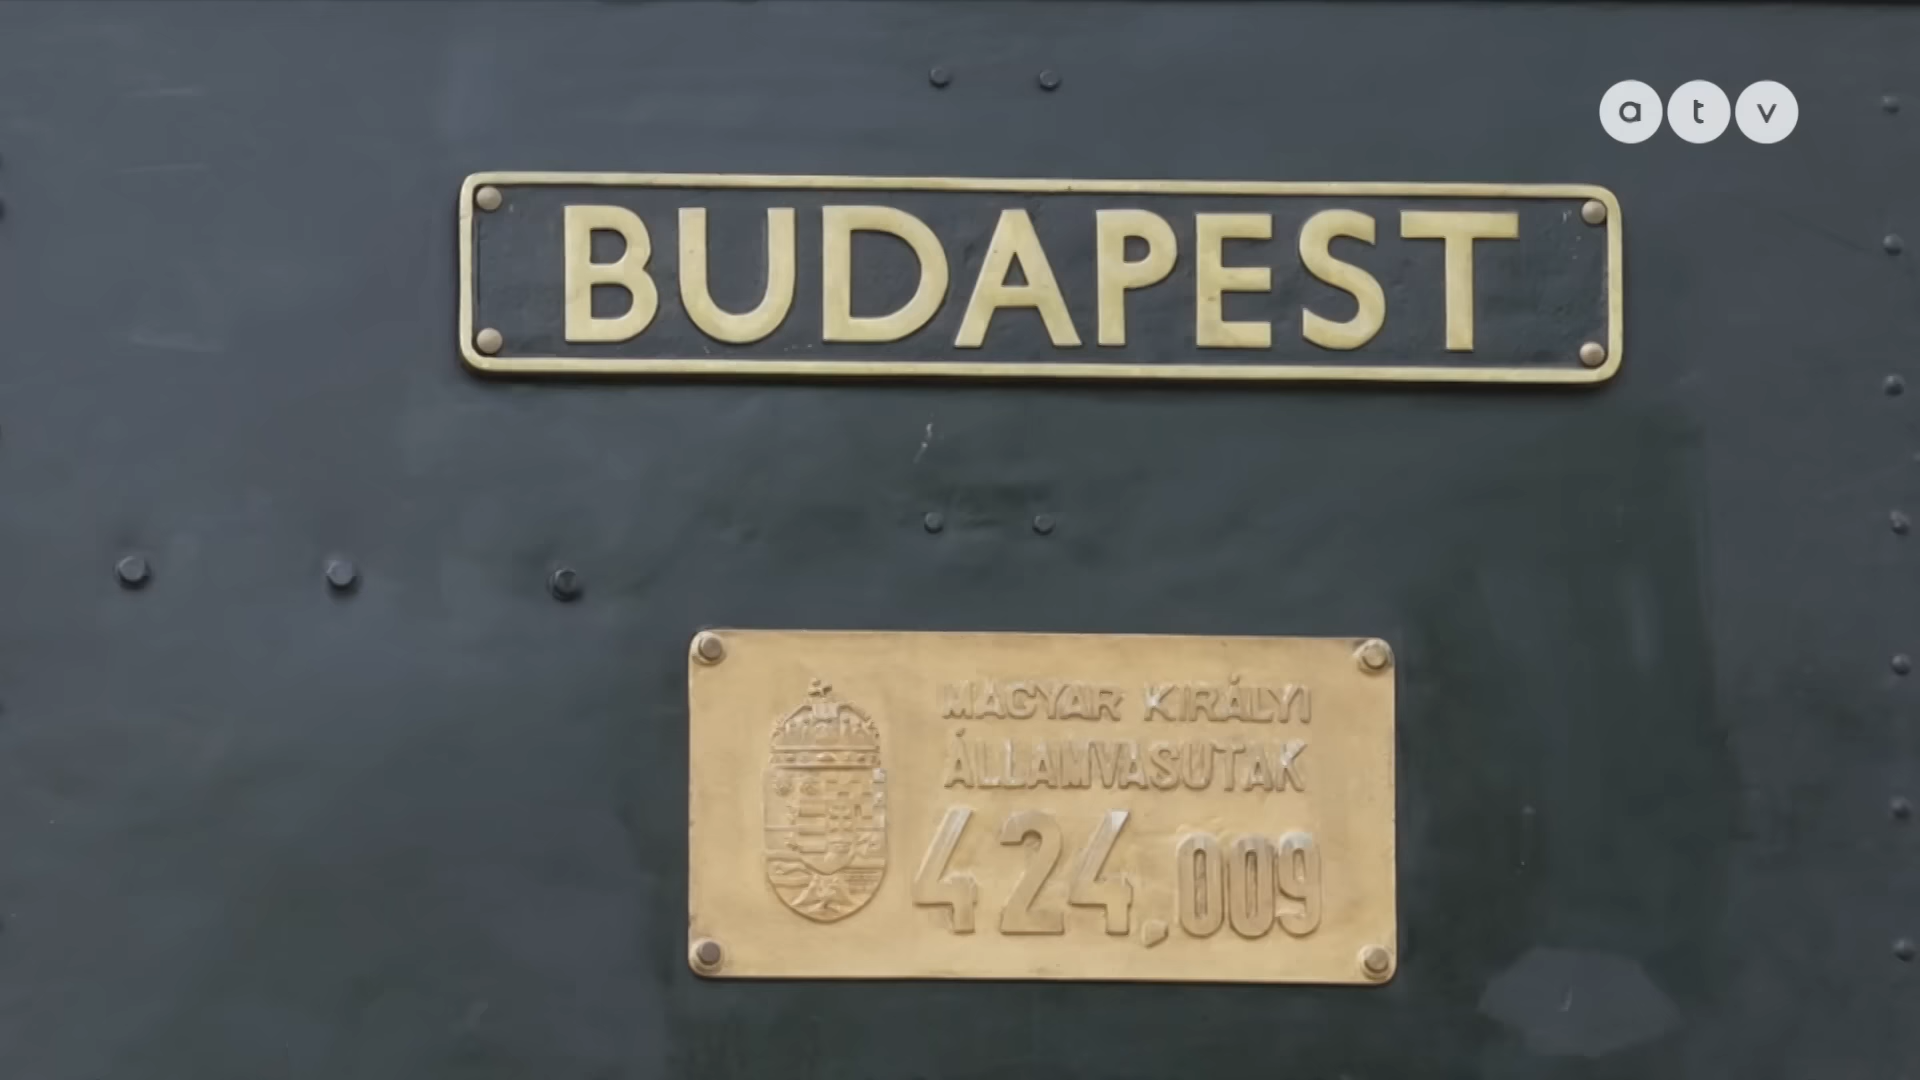 atv
BUDAPEST
MAGYAR KIRÁLYI
ÁLLAMVASUTAK
424,009